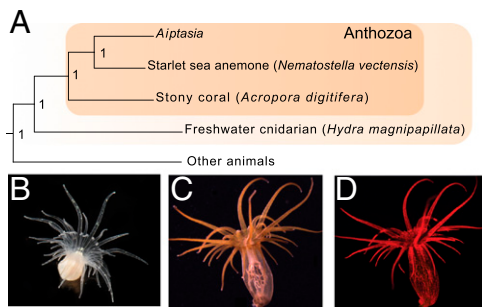 A
Aiptasia
Anthozoa
1
Starlet sea anemone (Nematostella vectensis)
1
Stony coral (Acropora digitifera)
1
Freshwater cnidarian (Hydra magnipapillata)
1
Other animals
B
C
D